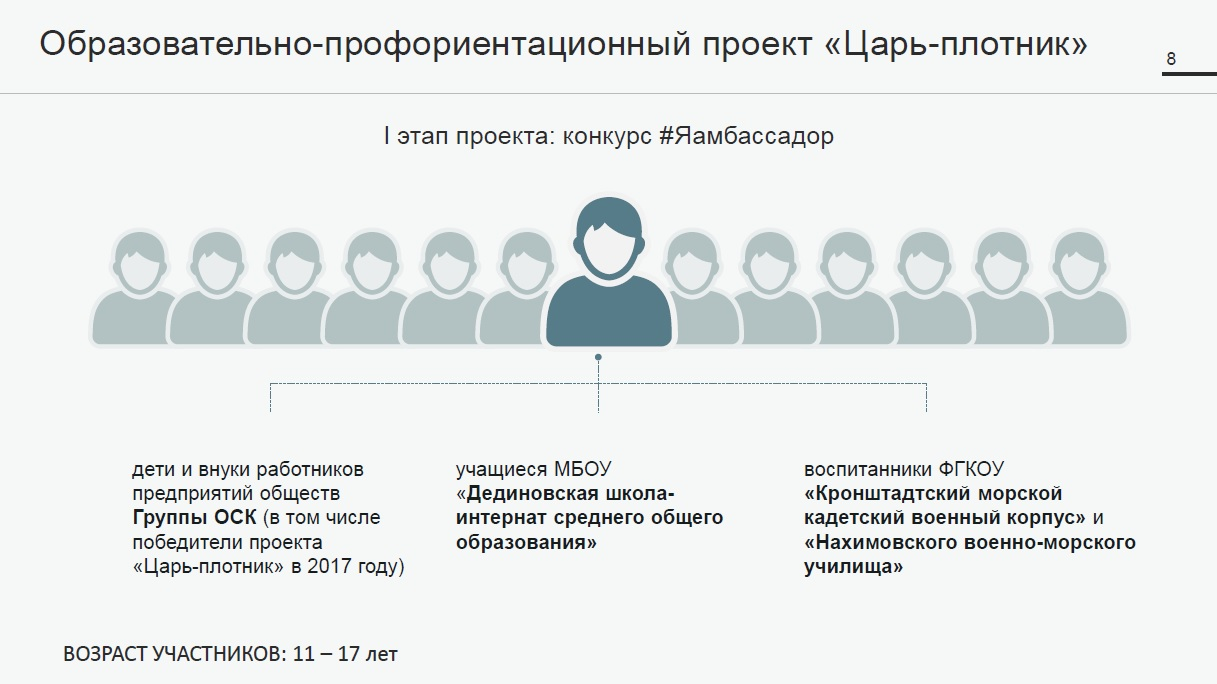 Образовательно-профориентационный проект «Царь-плотник»
8
I этап проекта: конкурс #Яамбассадор
дети и внуки работников
предприятий обществ
Группы ОСК (в том числе
победители проекта
«Царь-плотник» в 2017 году)
учащиеся МБОУ
«Дединовская школа-
интернат среднего общего
образования»
воспитанники ФГКОУ
«Кронштадтский морской
кадетский военный корпус» и
«Нахимовского военно-морского
училища»
ВОЗРАСТ УЧАСТНИКОВ: 11 – 17 лет